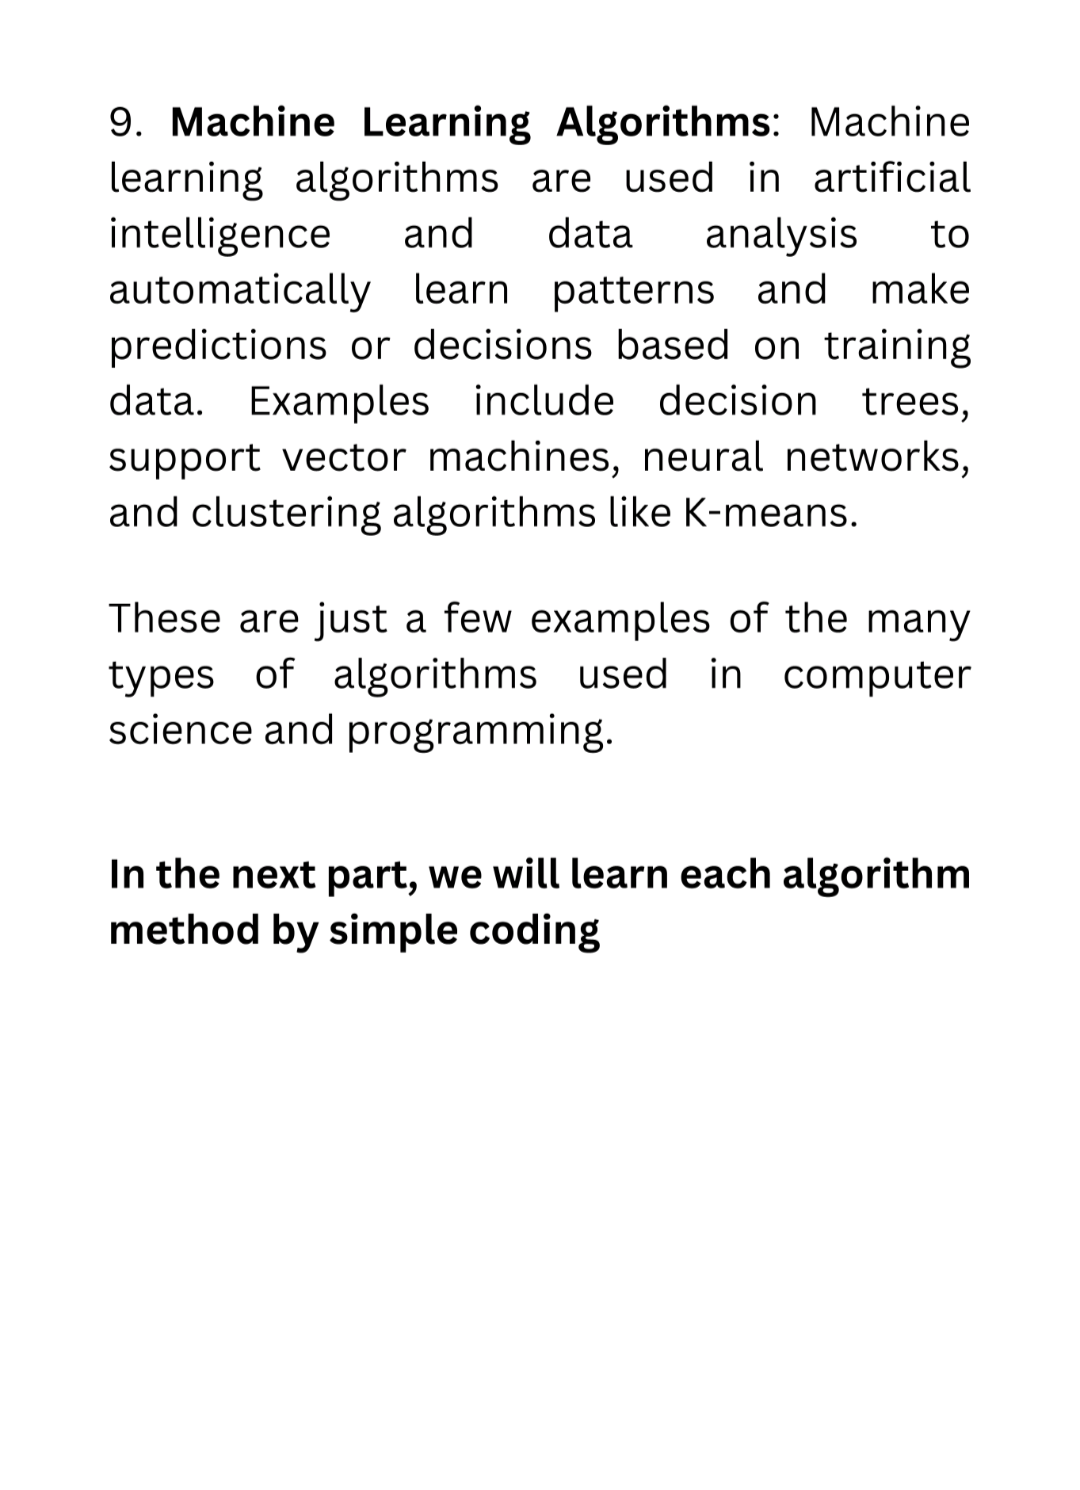 9. Machine Learning Algorithms: Machine
learning algorithms are used in artificial
intelligence and data analysis to
automatically learn patterns and make
predictions or decisions based on training
data. Examples include decision trees,
support vector machines, neural networks,
and clustering algorithms like K-means.
These are just a few examples of the many
types of algorithms used in computer
science and programming.
In the next part, we will learn each algorithm
method by simple coding